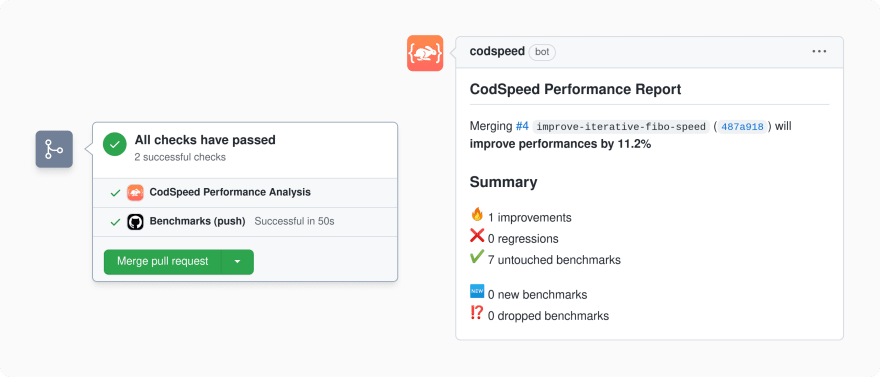 All checks have passed
2 successful checks
CodSpeed Performance Analysis
Benchmarks (push) Successful in 50s
Merge pull request
codspeed bot
CodSpeed Performance Report
Merging #4 improve-iterative-fibo-speed ( 487a918 ) will
improve performances by 11.2%
Summary
🔥 1 improvements
❌ 0 regressions
✅ 7 untouched benchmarks
🆕 0 new benchmarks
⁉️ 0 dropped benchmarks